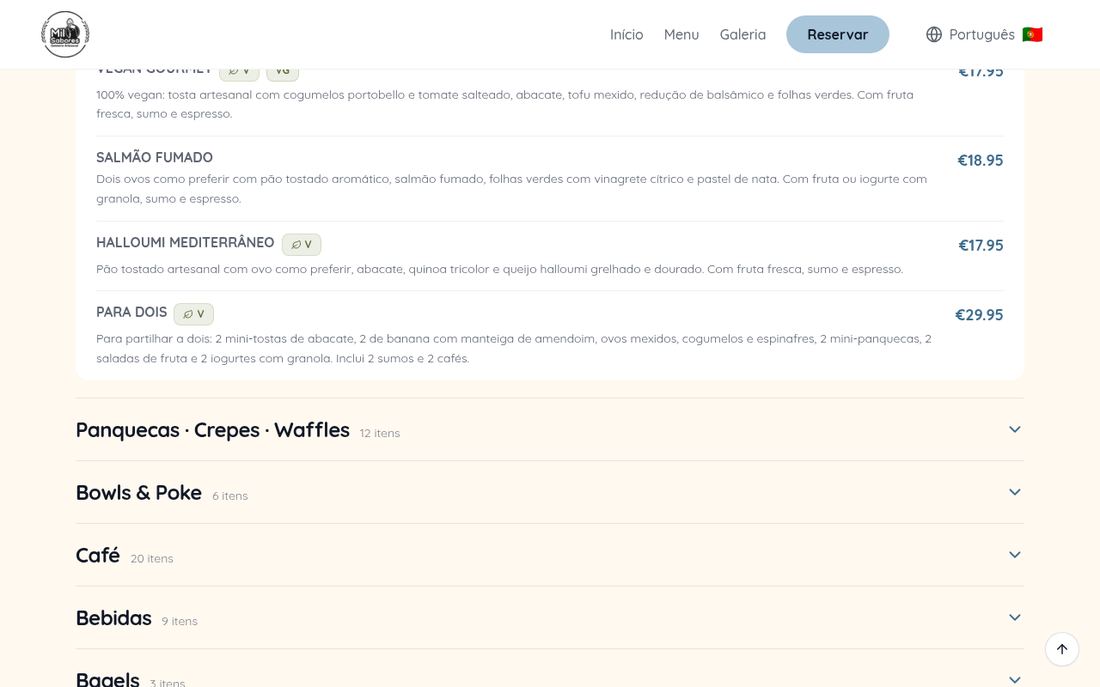 Mil Sabores
Início
Menu
Galeria
Reservar
Português
VEGAN GOURMET V VG
€17.95
100% vegan: tosta artesanal com cogumelos portobello e tomate salteado, abacate, tofu mexido, redução de balsâmico e folhas verdes. Com fruta
fresca, sumo e espresso.
SALMÃO FUMADO
€18.95
Dois ovos como preferir com pão tostado aromático, salmão fumado, folhas verdes com vinagrete cítrico e pastel de nata. Com fruta ou iogurte com
granola, sumo e espresso.
HALLOUMI MEDITERRÂNEO V
€17.95
Pão tostado artesanal com ovo como preferir, abacate, quinoa tricolor e queijo halloumi grelhado e dourado. Com fruta fresca, sumo e espresso.
PARA DOIS V
€29.95
Para partilhar a dois: 2 mini-tostas de abacate, 2 de banana com manteiga de amendoim, ovos mexidos, cogumelos e espinafres, 2 mini-panquecas, 2
saladas de fruta e 2 iogurtes com granola. Inclui 2 sumos e 2 cafés.
Panquecas · Crepes · Waffles 12 itens
Bowls & Poke 6 itens
Café 20 itens
Bebidas 9 itens
Bagels 3 itens